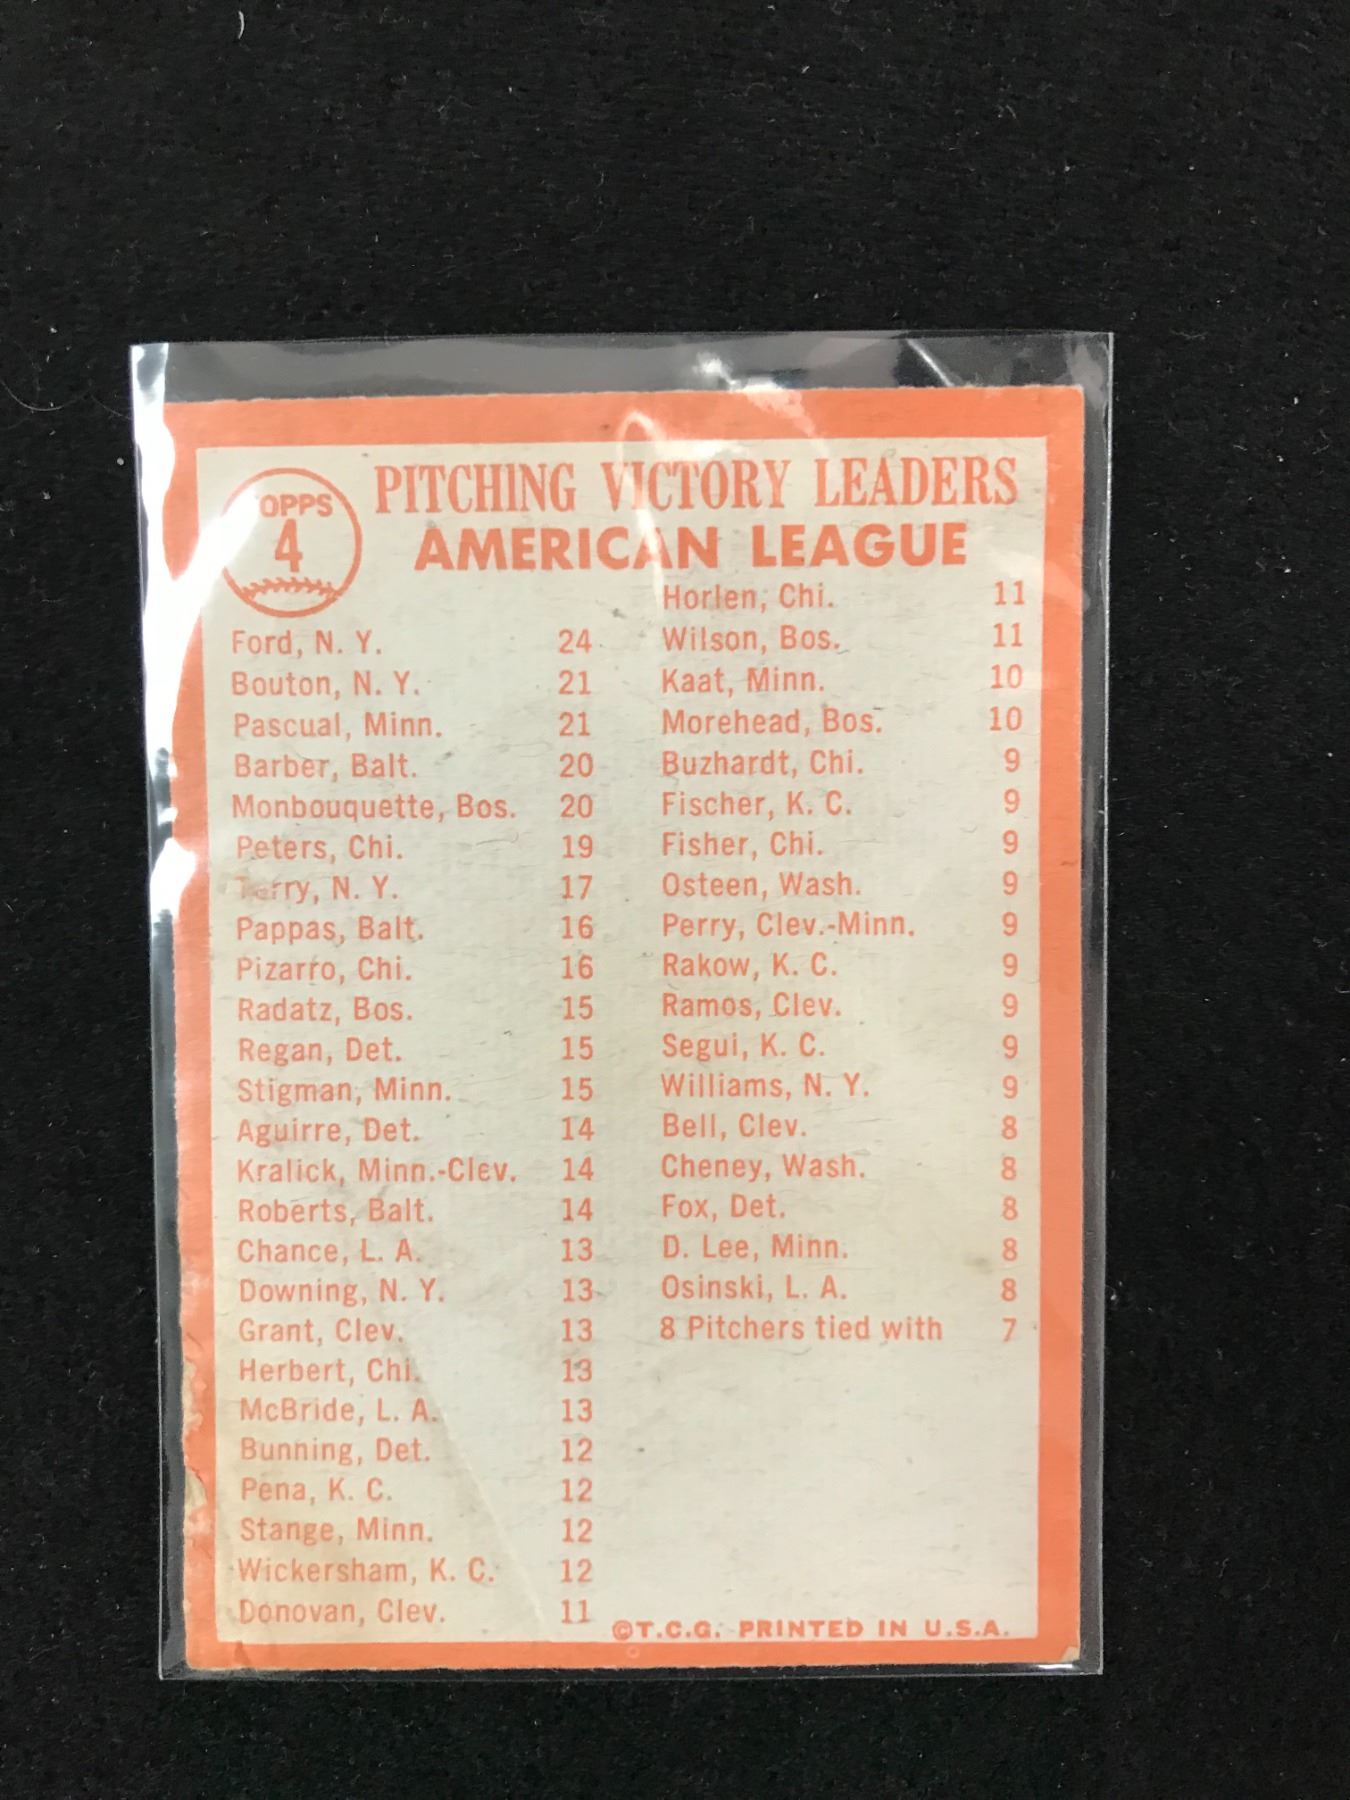 OPPS
4
PITCHING VICTORY LEADERS
AMERICAN LEAGUE
Ford, N. Y. 24
Bouton, N. Y. 21
Pascual, Minn. 21
Barber, Balt. 20
Monbouquette, Bos. 20
Peters, Chi. 19
Terry, N. Y. 17
Pappas, Balt. 16
Pizarro, Chi. 16
Radatz, Bos. 15
Regan, Det. 15
Stigman, Minn. 15
Aguirre, Det. 14
Kralick, Minn.-Clev. 14
Roberts, Balt. 14
Chance, L. A. 13
Downing, N. Y. 13
Grant, Clev. 13
Herbert, Chi. 13
McBride, L. A. 13
Bunning, Det. 12
Pena, K. C. 12
Stange, Minn. 12
Wickersham, K. C. 12
Donovan, Clev. 11
Horlen, Chi. 11
Wilson, Bos. 11
Kaat, Minn. 10
Morehead, Bos. 10
Buzhardt, Chi. 9
Fischer, K. C. 9
Fisher, Chi. 9
Osteen, Wash. 9
Perry, Clev.-Minn. 9
Rakow, K. C. 9
Ramos, Clev. 9
Segui, K. C. 9
Williams, N. Y. 9
Bell, Clev. 8
Cheney, Wash. 8
Fox, Det. 8
D. Lee, Minn. 8
Osinski, L. A. 8
8 Pitchers tied with 7
©T.C.G. PRINTED IN U.S.A.